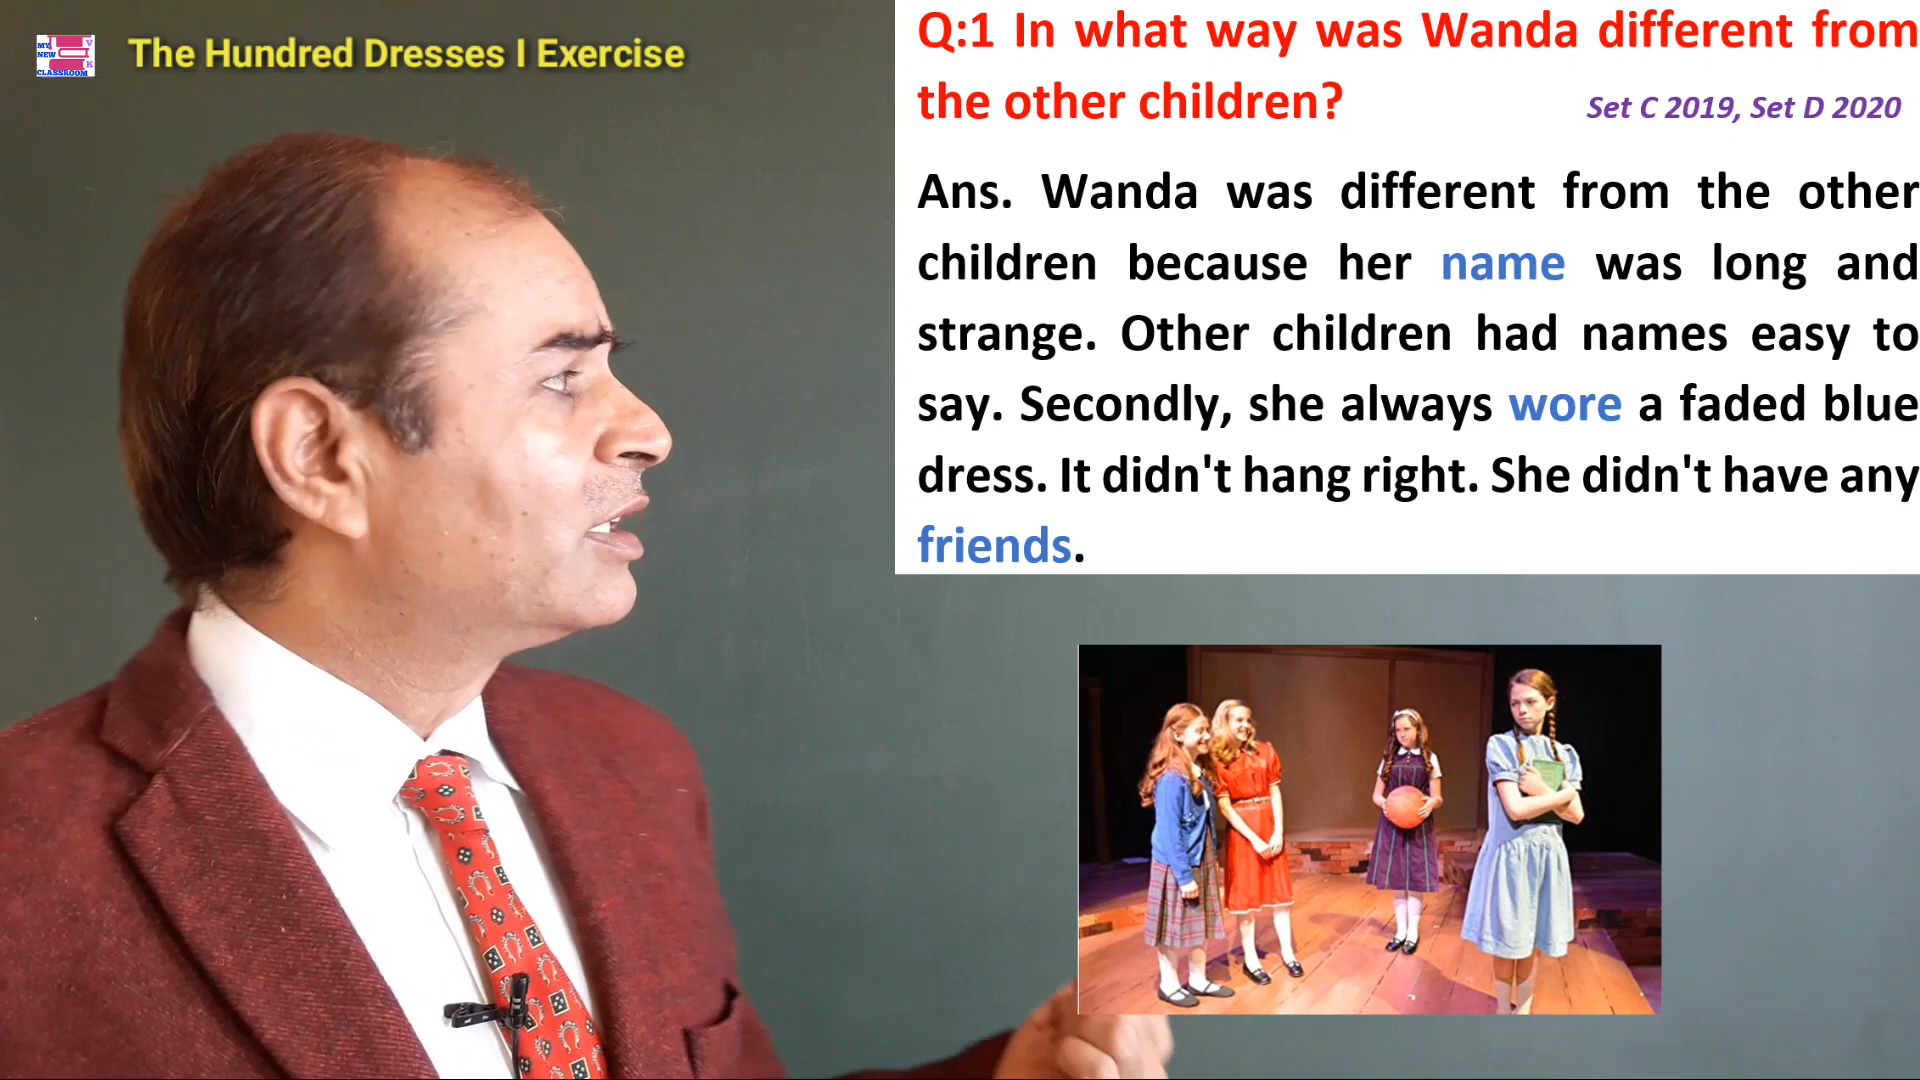 MY
NEW
CLASSROOM
V
K
The Hundred Dresses I Exercise
Q:1 In what way was Wanda different from
the other children?
Set C 2019, Set D 2020
Ans. Wanda was different from the other
children because her name was long and
strange. Other children had names easy to
say. Secondly, she always wore a faded blue
dress. It didn't hang right. She didn't have any
friends.